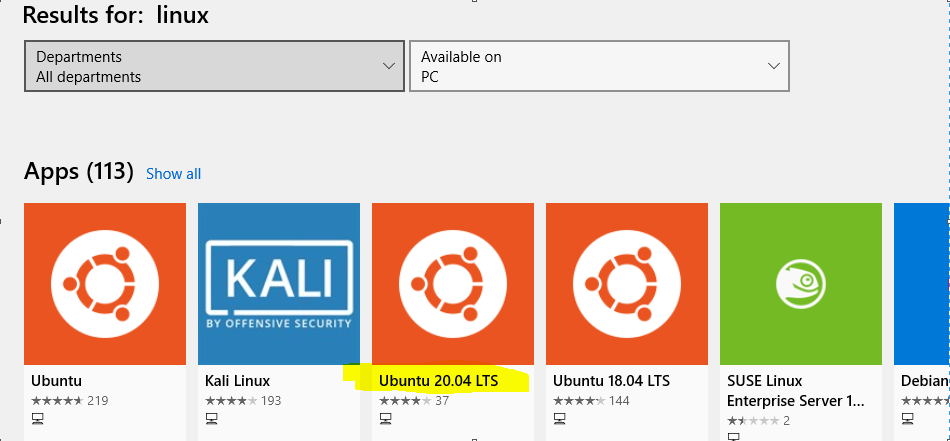 Results for: linux
Departments
All departments
Available on
PC
Apps (113) Show all
KALI
BY OFFENSIVE SECURITY
Ubuntu
219
Kali Linux
193
Ubuntu 20.04 LTS
37
Ubuntu 18.04 LTS
144
SUSE Linux
Enterprise Server 1...
2
Debian